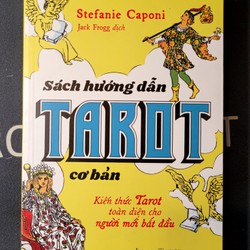 Stefanie Caponi
Jack Frogg dịch
Sách hướng dẫn
TAROT
cơ bản
Kiến thức Tarot
toàn diện cho
người mới bắt đầu